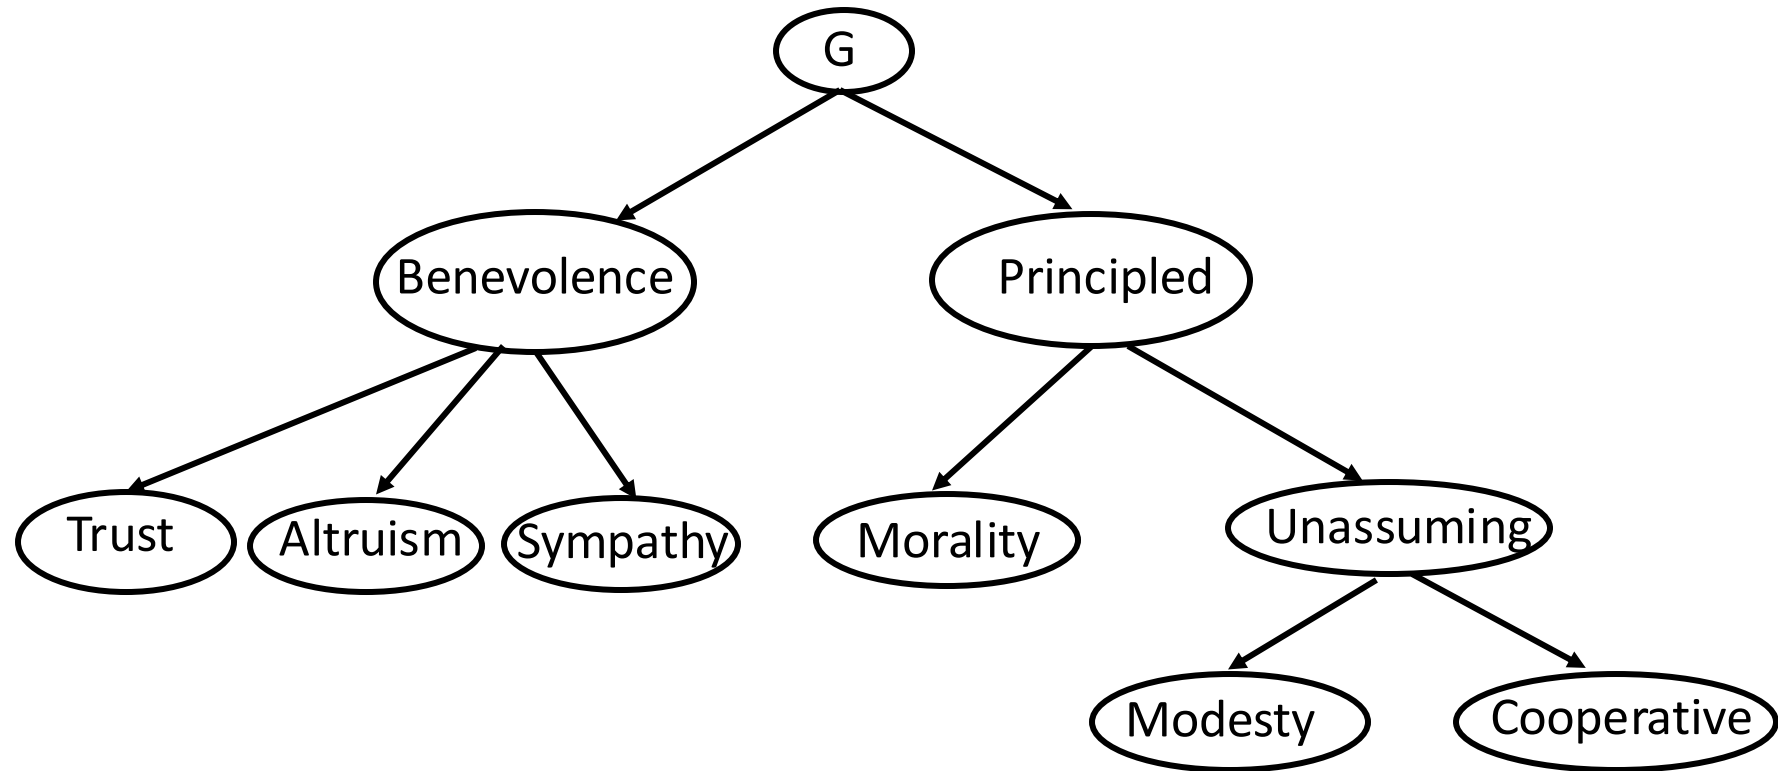 G
Benevolence
Principled
Trust
Altruism
Sympathy
Morality
Unassuming
Modesty
Cooperative